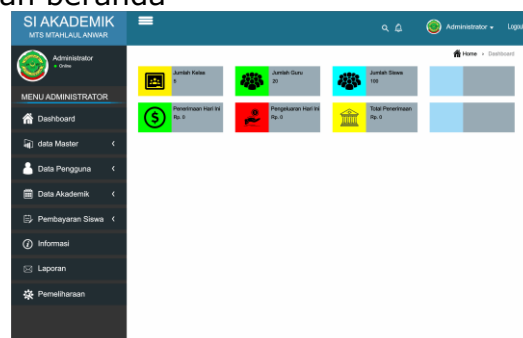 an beranda
SI AKADEMIK
MTS MTAHLAUL ANWAR
Administrator
Logout
Administrator
Online
Home
Dashboard
MENU ADMINISTRATOR
Dashboard
data Master
Data Pengguna
Data Akademik
Pembayaran Siswa
Informasi
Laporan
Pemeliharaan
Jumlah Kelas
Jumlah Guru
20
Jumlah Siswa
100
Penerimaan Hari Ini
Rp. 0
Pengeluaran Hari Ini
Rp. 0
Total Penerimaan
Rp. 0